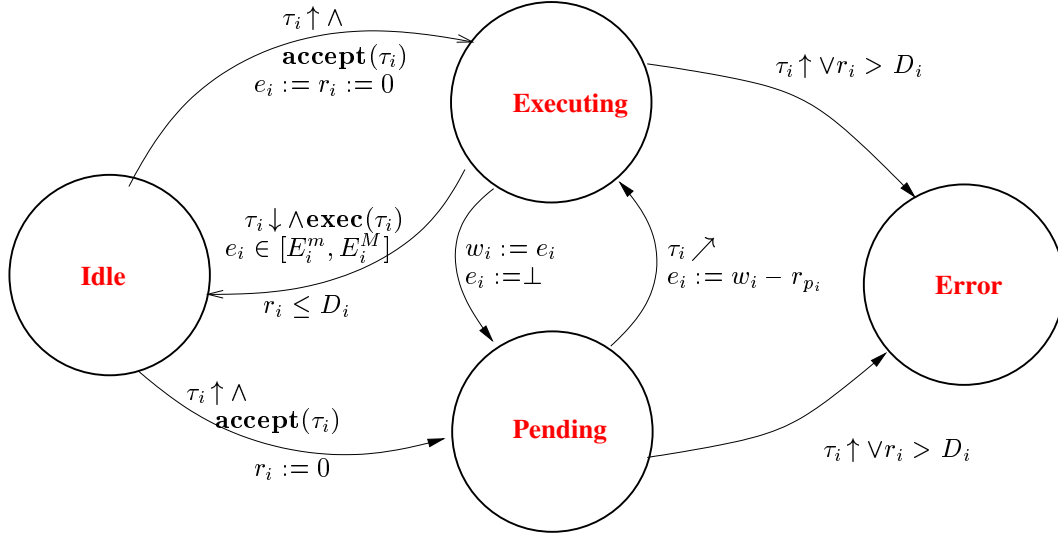 τ_i ↑ ∧
accept(τ_i)
e_i := r_i := 0
Executing
τ_i ↑ ∨ r_i > D_i
τ_i ↓ ∧ exec(τ_i)
e_i ∈ [E_i^m, E_i^M]
r_i ≤ D_i
w_i := e_i
e_i := ⊥
τ_i ↗
e_i := w_i − r_{p_i}
Idle
Error
τ_i ↑ ∧
accept(τ_i)
r_i := 0
Pending
τ_i ↑ ∨ r_i > D_i